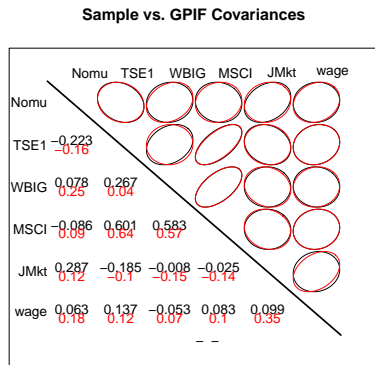 Sample vs. GPIF Covariances
Nomu TSE1 WBIG MSCI JMkt wage
Nomu
TSE1 −0.223
−0.16
WBIG 0.078 0.267
0.25 0.04
MSCI −0.086 0.601 0.583
0.09 0.64 0.57
JMkt 0.287 −0.185 −0.008 −0.025
0.12 −0.1 −0.15 −0.14
wage 0.063 0.137 −0.053 0.083 0.099
0.18 0.12 0.07 0.1 0.35
− −